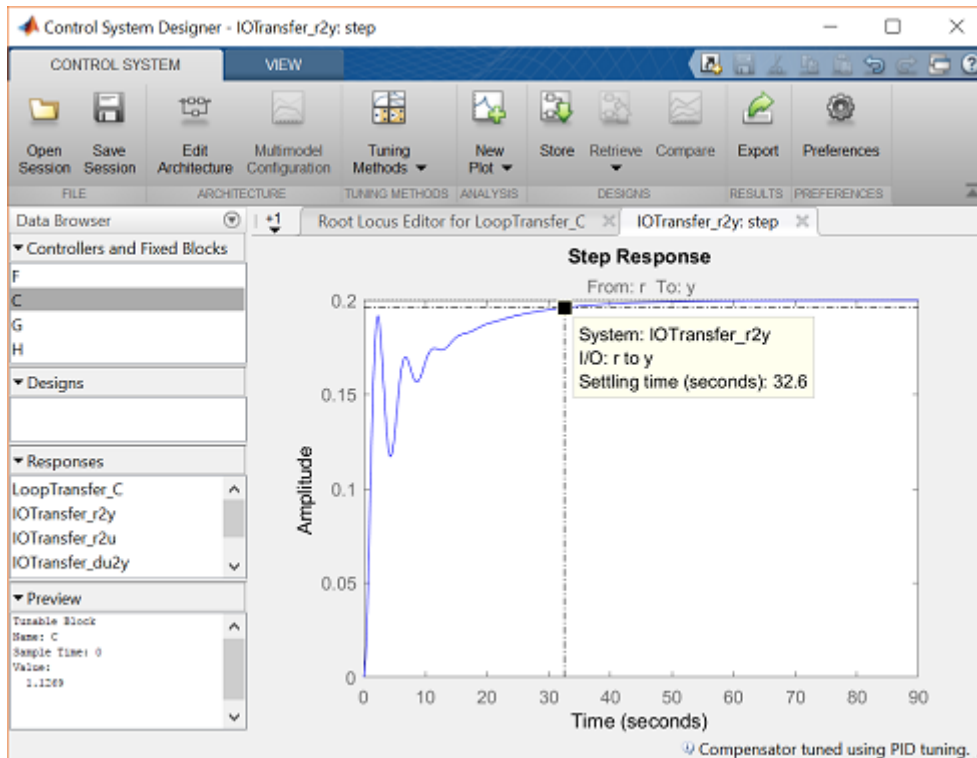 Control System Designer - IOTransfer_r2y: step
CONTROL SYSTEM VIEW
Open Session
Save Session
Edit Architecture
Multimodel Configuration
Tuning Methods
New Plot
Store
Retrieve
Compare
Export
Preferences
FILE ARCHITECTURE TUNING METHODS ANALYSIS DESIGNS RESULTS PREFERENCES
Data Browser
+1
Root Locus Editor for LoopTransfer_C
IOTransfer_r2y: step
Controllers and Fixed Blocks
F
C
G
H
Designs
Responses
LoopTransfer_C
IOTransfer_r2y
IOTransfer_r2u
IOTransfer_du2y
Preview
Tunable Block
Name: C
Sample Time: 0
Value:
1.1269
Step Response
From: r To: y
System: IOTransfer_r2y
I/O: r to y
Settling time (seconds): 32.6
Amplitude
0.2
0.15
0.1
0.05
0
0 10 20 30 40 50 60 70 80 90
Time (seconds)
Compensator tuned using PID tuning.